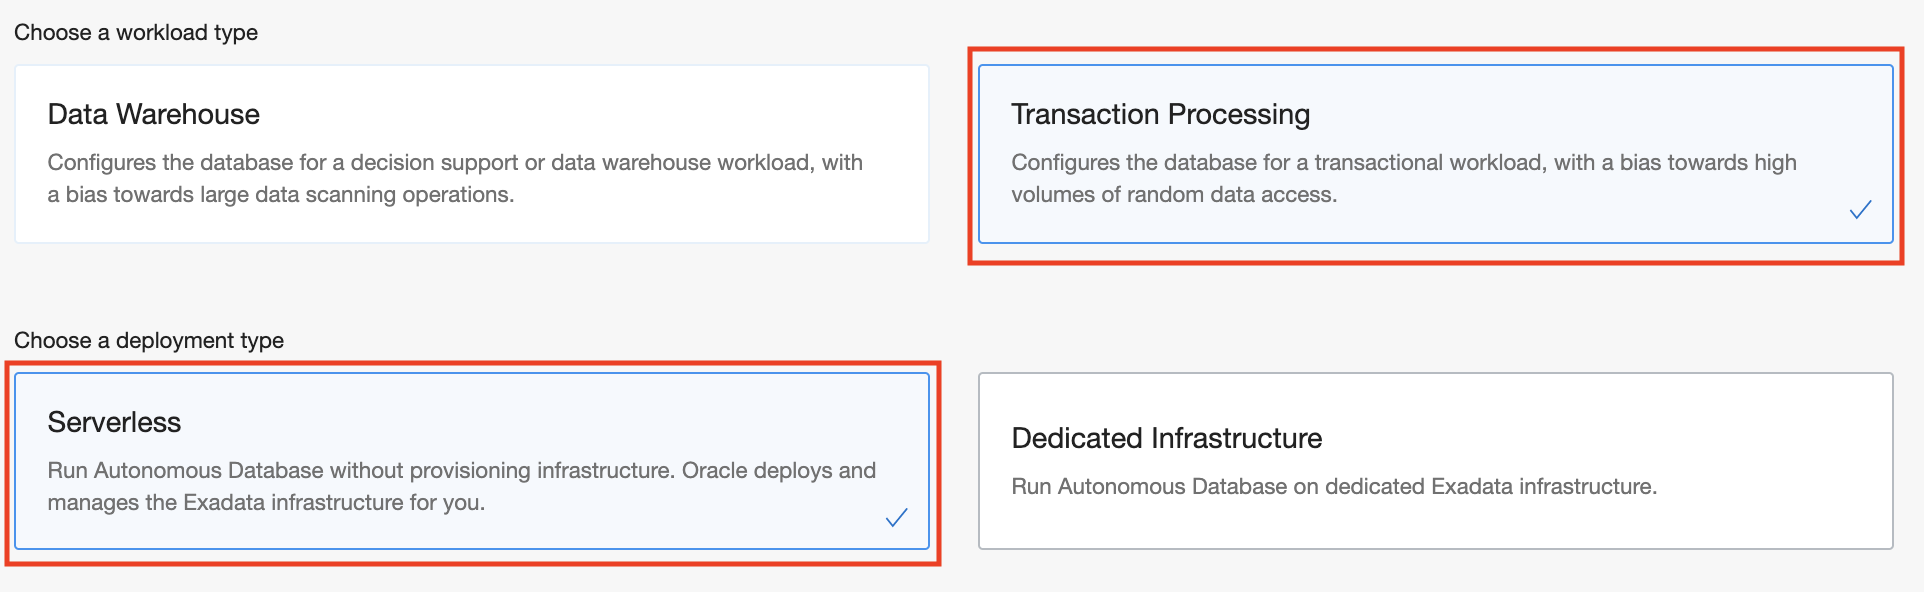 Choose a workload type
Data Warehouse
Configures the database for a decision support or data warehouse workload, with
a bias towards large data scanning operations.
Transaction Processing
Configures the database for a transactional workload, with a bias towards high
volumes of random data access.
Choose a deployment type
Serverless
Run Autonomous Database without provisioning infrastructure. Oracle deploys and
manages the Exadata infrastructure for you.
Dedicated Infrastructure
Run Autonomous Database on dedicated Exadata infrastructure.